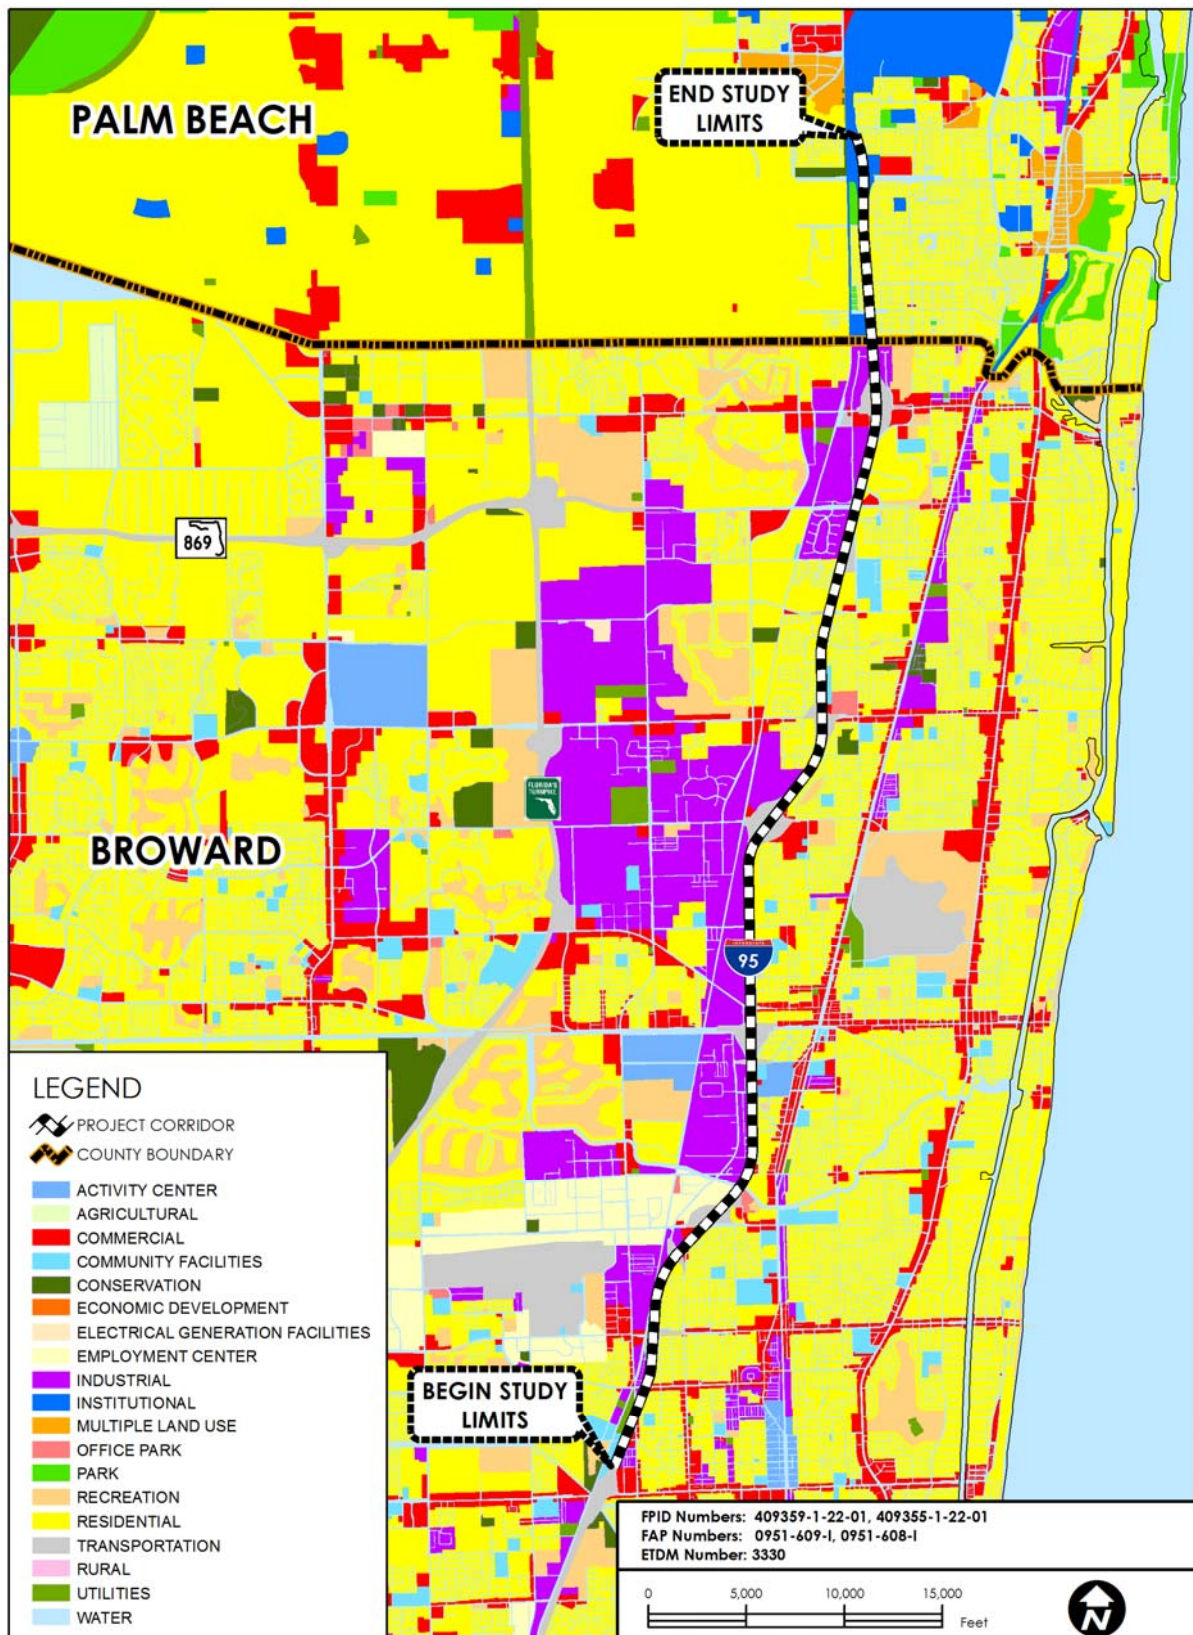 PALM BEACH
END STUDY
LIMITS
869
FLORIDA'S
TURNPIKE
BROWARD
INTERSTATE
95
LEGEND
PROJECT CORRIDOR
COUNTY BOUNDARY
ACTIVITY CENTER
AGRICULTURAL
COMMERCIAL
COMMUNITY FACILITIES
CONSERVATION
ECONOMIC DEVELOPMENT
ELECTRICAL GENERATION FACILITIES
EMPLOYMENT CENTER
INDUSTRIAL
INSTITUTIONAL
MULTIPLE LAND USE
OFFICE PARK
PARK
RECREATION
RESIDENTIAL
TRANSPORTATION
RURAL
UTILITIES
WATER
BEGIN STUDY
LIMITS
FPID Numbers: 409359-1-22-01, 409355-1-22-01
FAP Numbers: 0951-609-I, 0951-608-I
ETDM Number: 3330
0 5,000 10,000 15,000
Feet
N